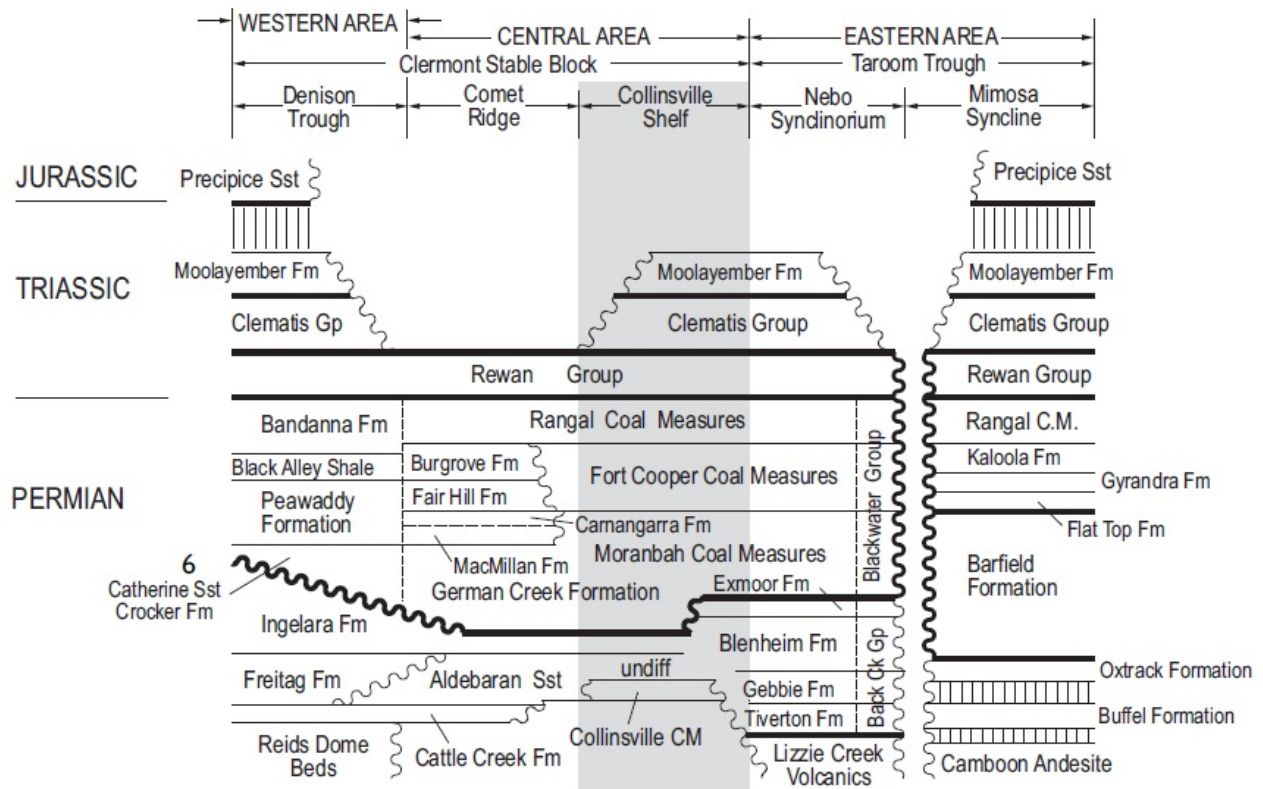 WESTERN AREA
CENTRAL AREA
EASTERN AREA
Clermont Stable Block
Taroom Trough
Denison
Trough
Comet
Ridge
Collinsville
Shelf
Nebo
Synclinorium
Mimosa
Syncline
JURASSIC
Precipice Sst
Precipice Sst
TRIASSIC
Moolayember Fm
Moolayember Fm
Moolayember Fm
Clematis Gp
Clematis Group
Clematis Group
Rewan Group
Rewan Group
PERMIAN
Bandanna Fm
Rangal Coal Measures
Rangal C.M.
Black Alley Shale
Burgrove Fm
Fort Cooper Coal Measures
Kaloola Fm
Gyrandra Fm
Peawaddy
Formation
Fair Hill Fm
Carnangarra Fm
Flat Top Fm
MacMillan Fm
Moranbah Coal Measures
Blackwater Group
Barfield
Formation
6
Catherine Sst
Crocker Fm
German Creek Formation
Exmoor Fm
Ingelara Fm
Blenheim Fm
Back Ck Gp
Freitag Fm
Aldebaran Sst
undiff
Gebbie Fm
Oxtrack Formation
Tiverton Fm
Buffel Formation
Reids Dome
Beds
Cattle Creek Fm
Collinsville CM
Lizzie Creek
Volcanics
Camboon Andesite